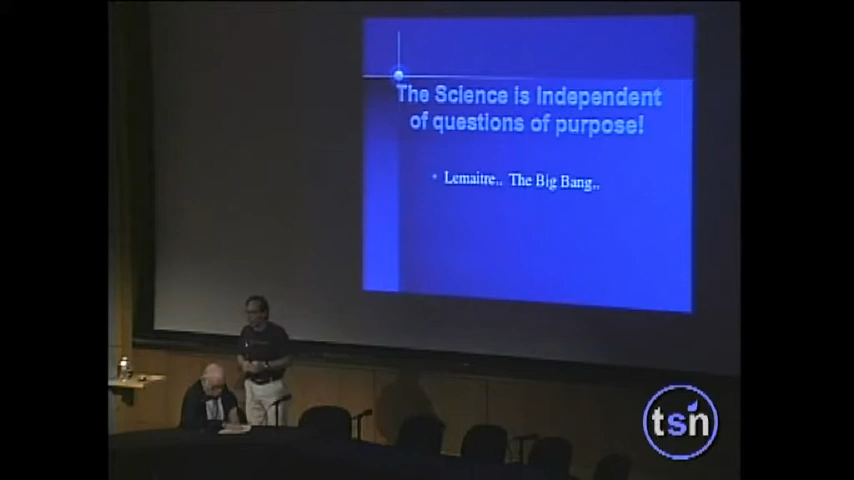 The Science is Independent
of questions of purpose!
Lemaitre.. The Big Bang..
tsn